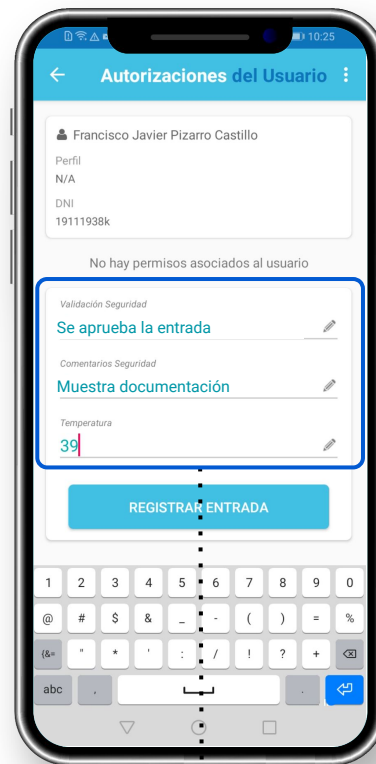 10:25
Autorizaciones del Usuario
Francisco Javier Pizarro Castillo
Perfil
N/A
DNI
19111938k
No hay permisos asociados al usuario
Validación Seguridad
Se aprueba la entrada
Comentarios Seguridad
Muestra documentación
Temperatura
39
REGISTRAR ENTRADA
1 2 3 4 5 6 7 8 9 0
@ # $ & _ - ( ) = %
{&= " * ' : / ! ? + 
abc , .